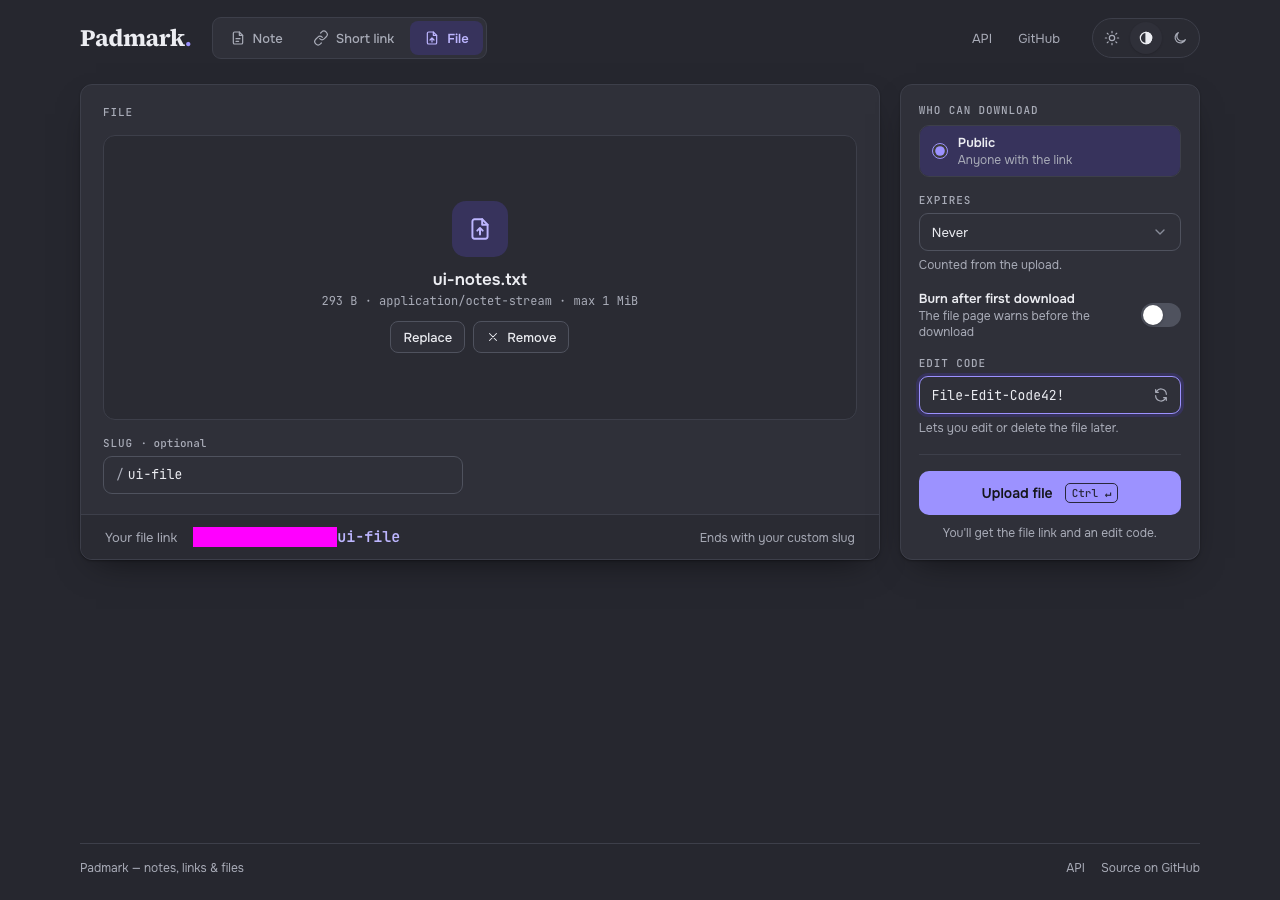 Padmark.
Note
Short link
File
API
GitHub
FILE
ui-notes.txt
293 B · application/octet-stream · max 1 MiB
Replace
Remove
SLUG · optional
/ ui-file
Your file link
ui-file
Ends with your custom slug
WHO CAN DOWNLOAD
Public
Anyone with the link
EXPIRES
Never
Counted from the upload.
Burn after first download
The file page warns before the
download
EDIT CODE
File-Edit-Code42!
Lets you edit or delete the file later.
Upload file
Ctrl ↵
You'll get the file link and an edit code.
Padmark — notes, links & files
API
Source on GitHub